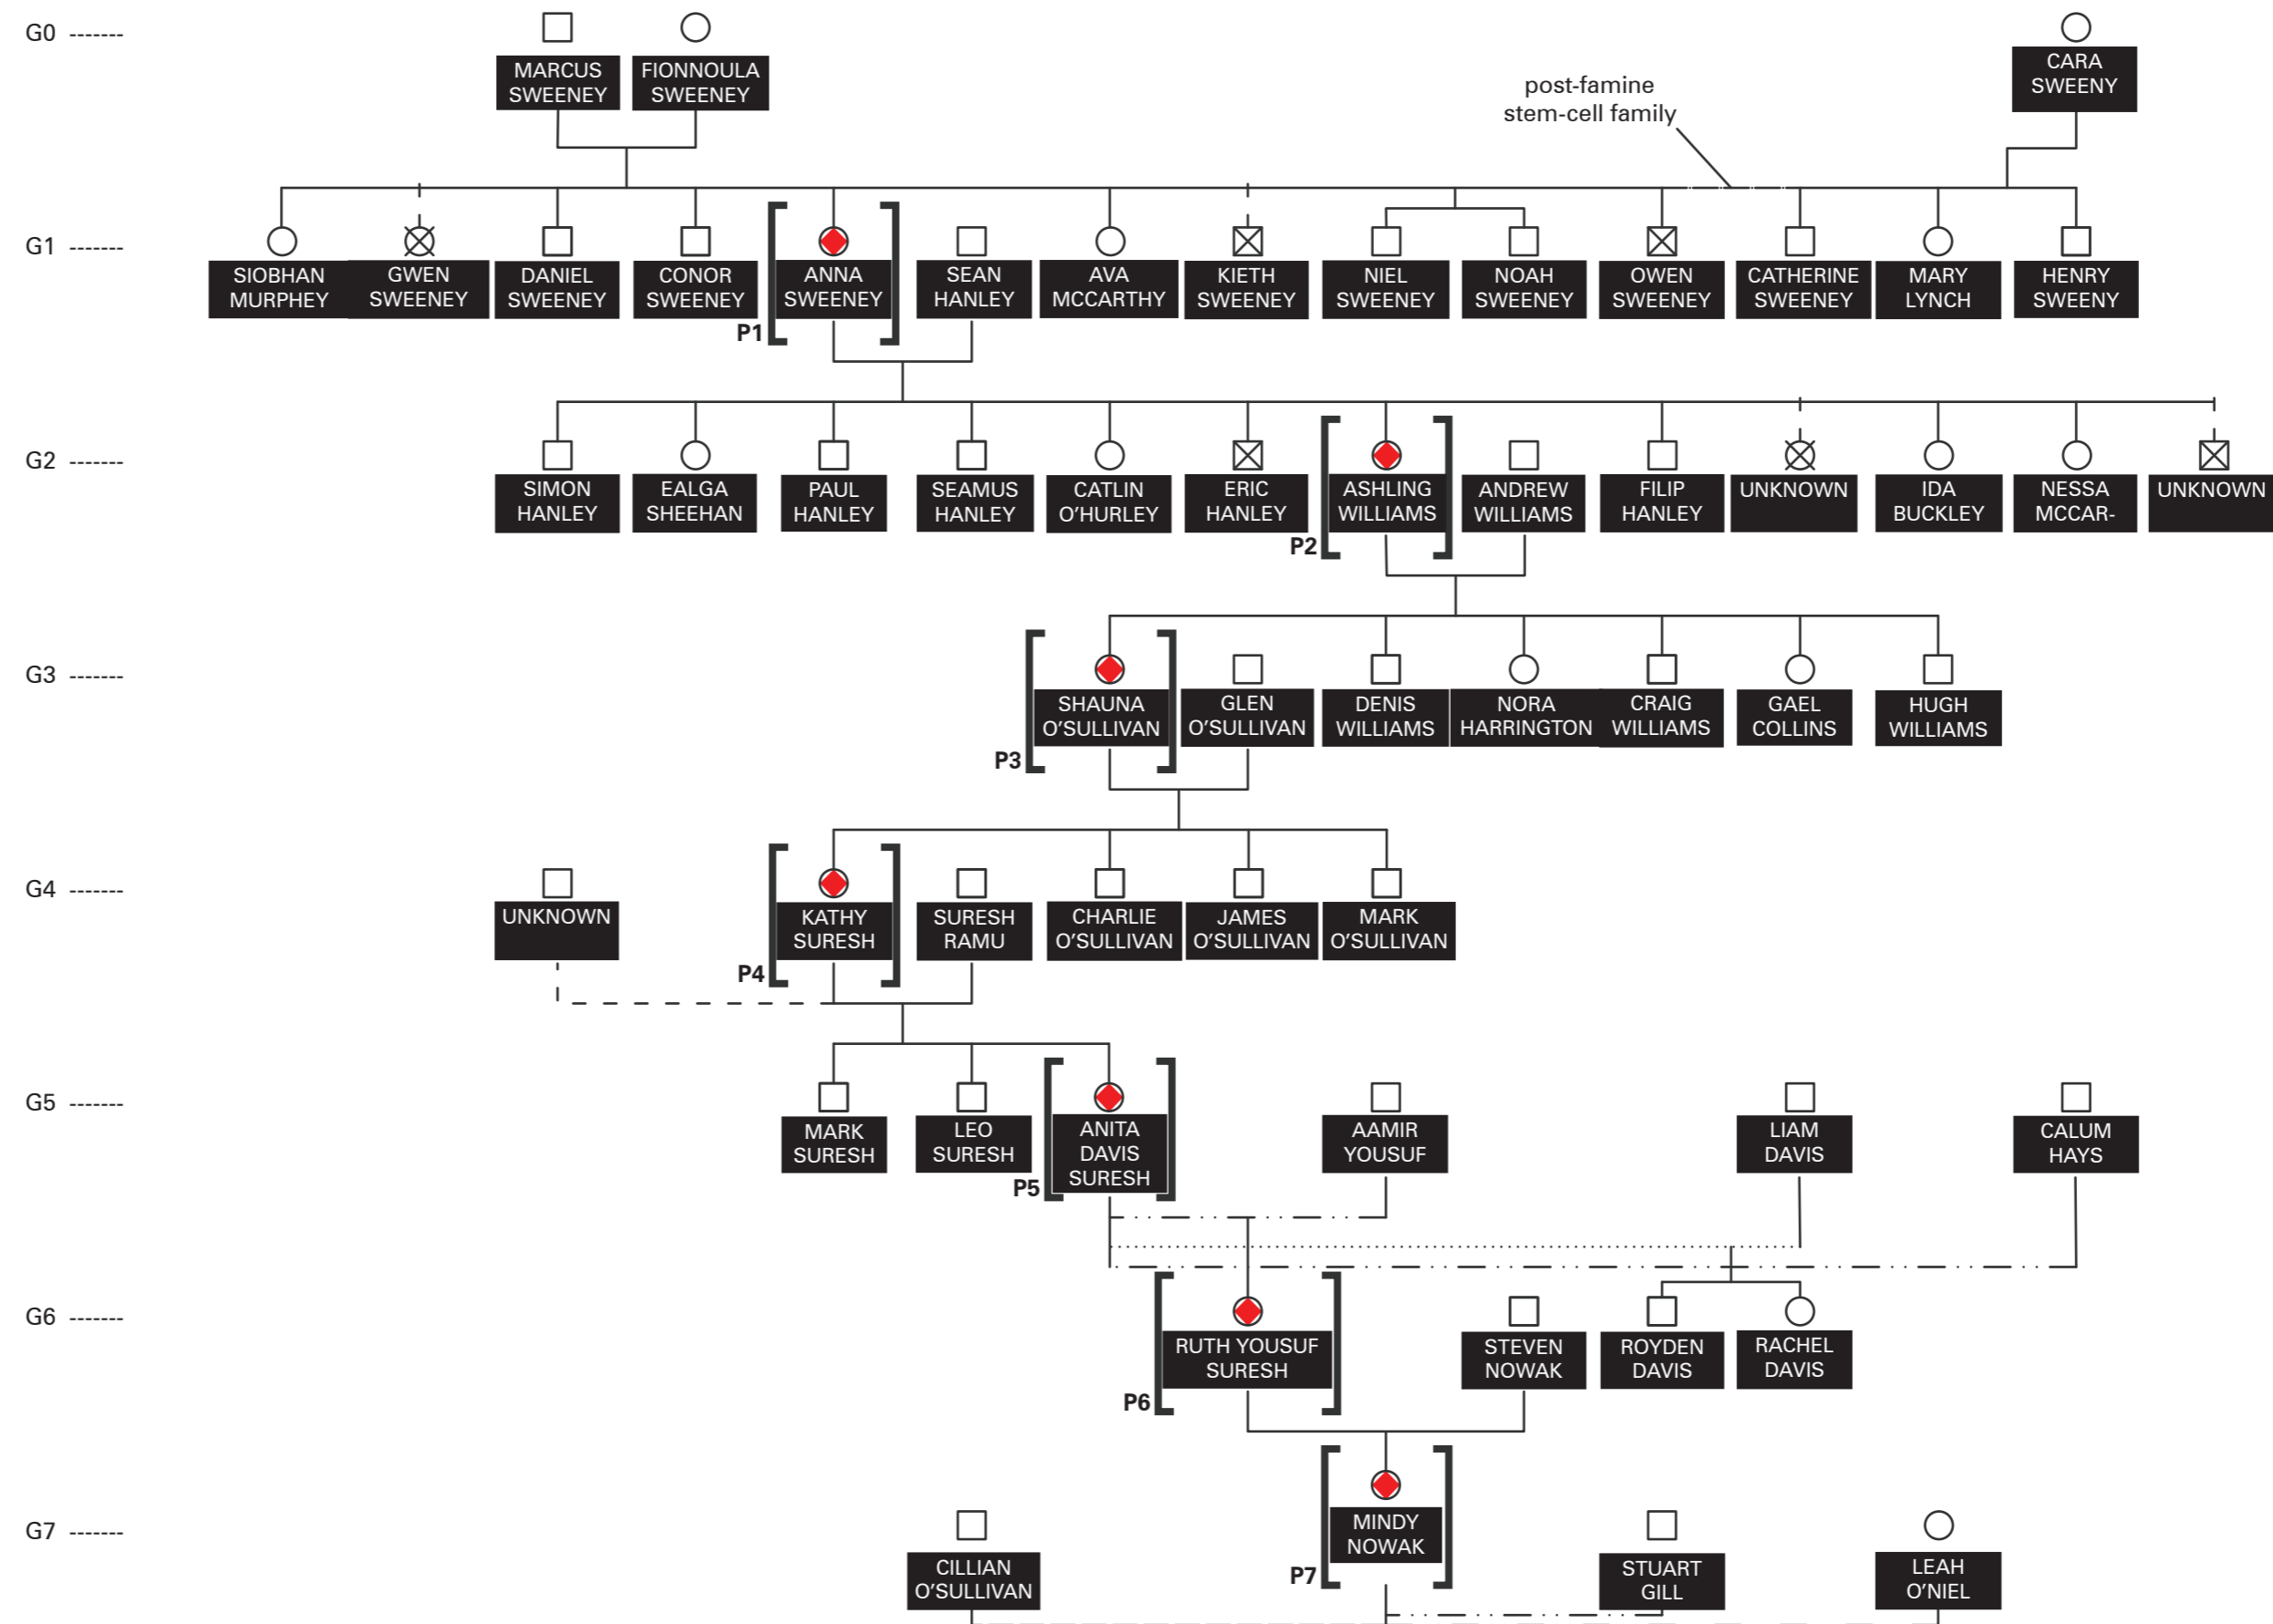 G0 -------
MARCUS
SWEENEY
FIONNOULA
SWEENEY
CARA
SWEENY
post-famine
stem-cell family
G1 -------
SIOBHAN
MURPHEY
GWEN
SWEENEY
DANIEL
SWEENEY
CONOR
SWEENEY
ANNA
SWEENEY
P1
SEAN
HANLEY
AVA
MCCARTHY
KIETH
SWEENEY
NIEL
SWEENEY
NOAH
SWEENEY
OWEN
SWEENEY
CATHERINE
SWEENEY
MARY
LYNCH
HENRY
SWEENY
G2 -------
SIMON
HANLEY
EALGA
SHEEHAN
PAUL
HANLEY
SEAMUS
HANLEY
CATLIN
O'HURLEY
ERIC
HANLEY
ASHLING
WILLIAMS
P2
ANDREW
WILLIAMS
FILIP
HANLEY
UNKNOWN
IDA
BUCKLEY
NESSA
MCCAR-
UNKNOWN
G3 -------
SHAUNA
O'SULLIVAN
P3
GLEN
O'SULLIVAN
DENIS
WILLIAMS
NORA
HARRINGTON
CRAIG
WILLIAMS
GAEL
COLLINS
HUGH
WILLIAMS
G4 -------
UNKNOWN
KATHY
SURESH
P4
SURESH
RAMU
CHARLIE
O'SULLIVAN
JAMES
O'SULLIVAN
MARK
O'SULLIVAN
G5 -------
MARK
SURESH
LEO
SURESH
ANITA
DAVIS
SURESH
P5
AAMIR
YOUSUF
LIAM
DAVIS
CALUM
HAYS
G6 -------
RUTH YOUSUF
SURESH
P6
STEVEN
NOWAK
ROYDEN
DAVIS
RACHEL
DAVIS
G7 -------
CILLIAN
O'SULLIVAN
MINDY
NOWAK
P7
STUART
GILL
LEAH
O'NIEL